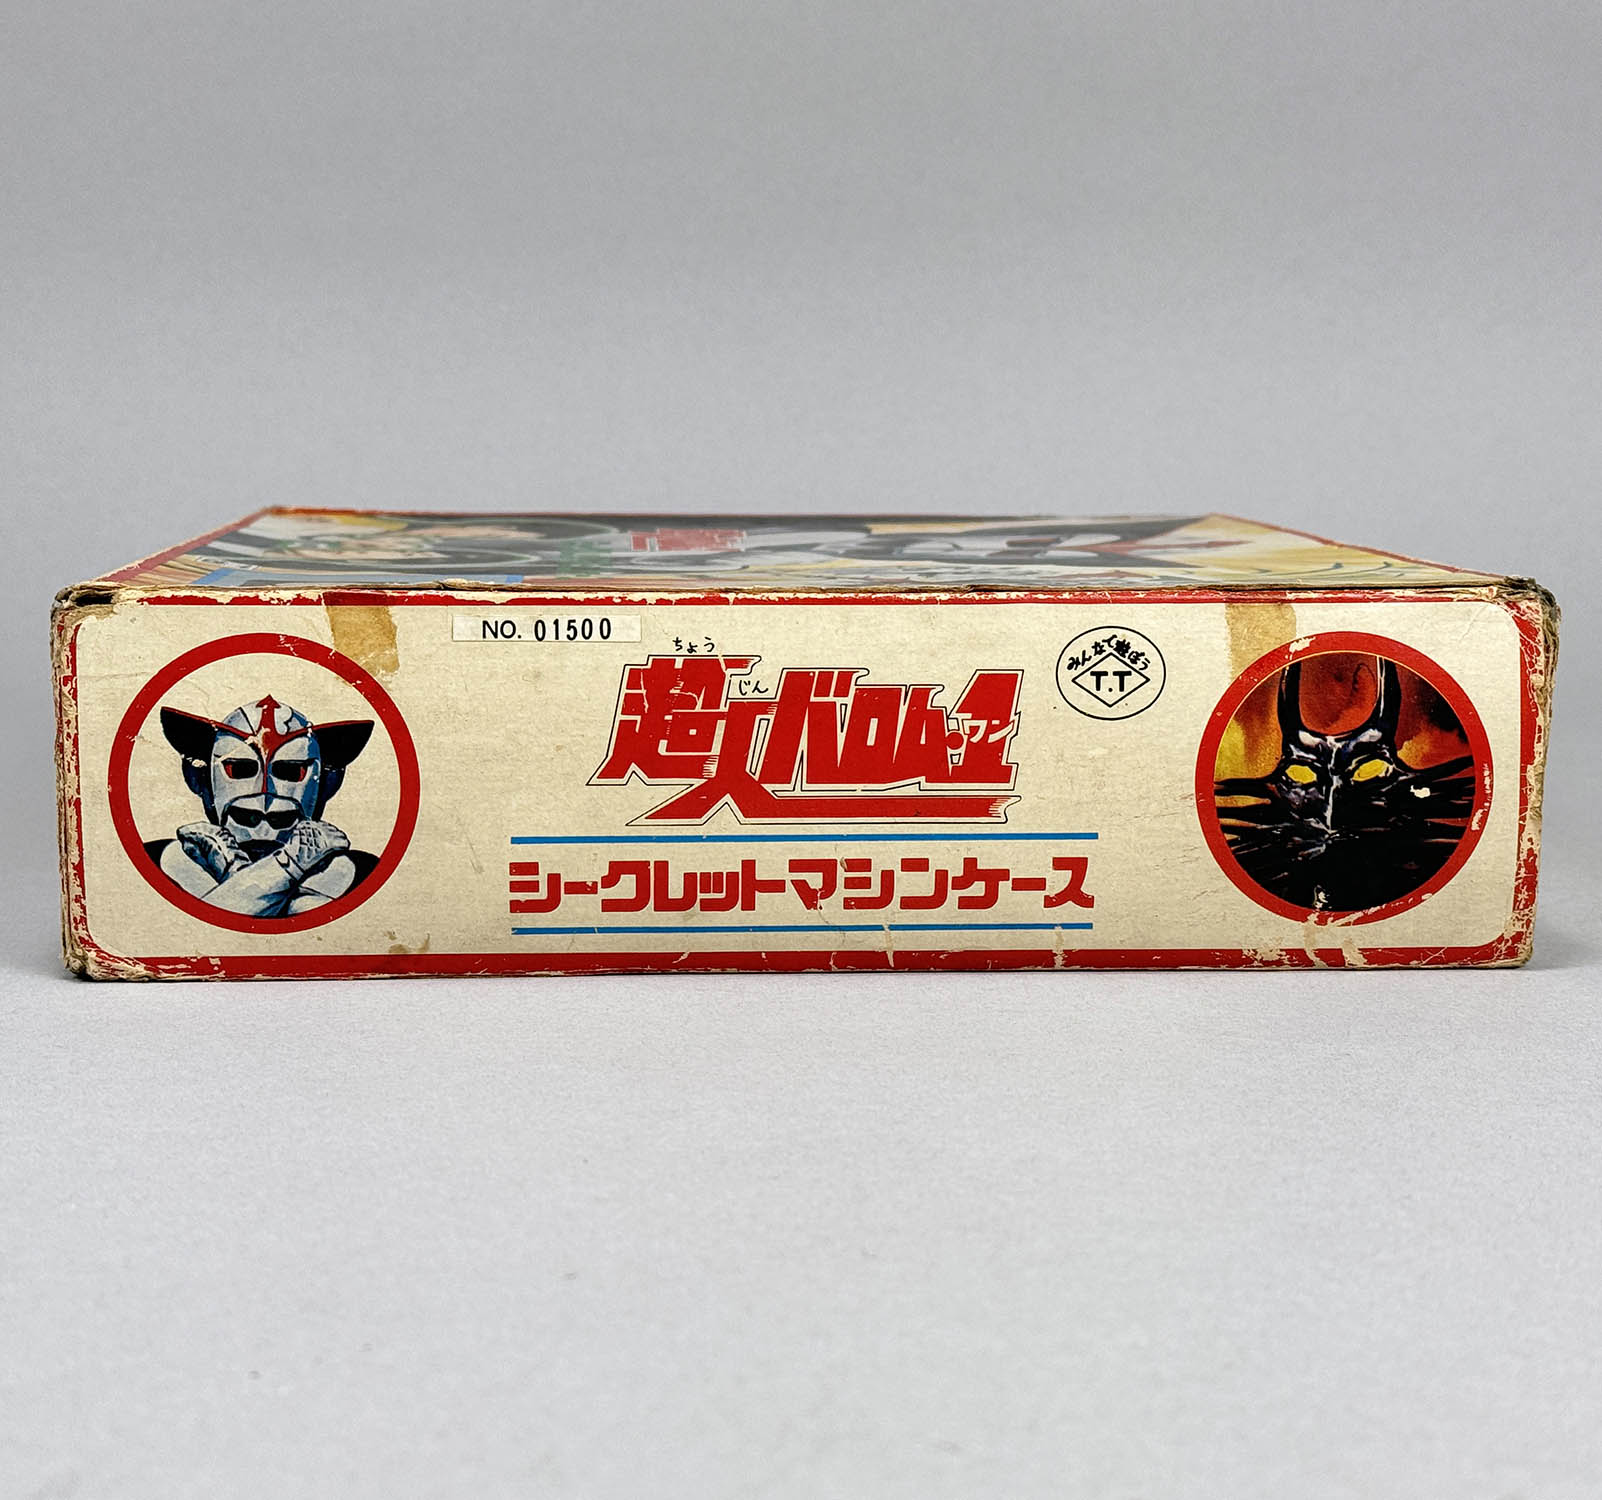 NO. 01500
ちょう
じん
超人バロム・1
ワン
シークレットマシンケース
みんなで遊ぼう
T.T